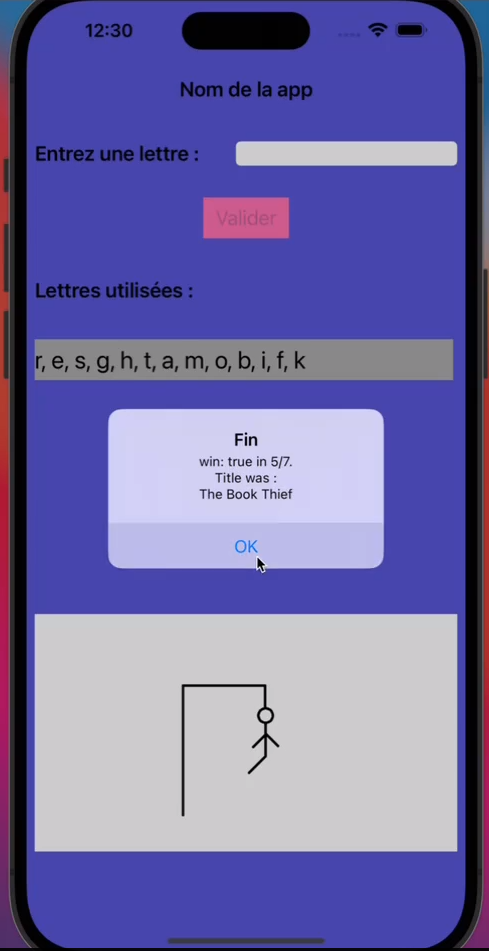 12:30
Nom de la app
Entrez une lettre :
Valider
Lettres utilisées :
r, e, s, g, h, t, a, m, o, b, i, f, k
Fin
win: true in 5/7.
Title was :
The Book Thief
OK